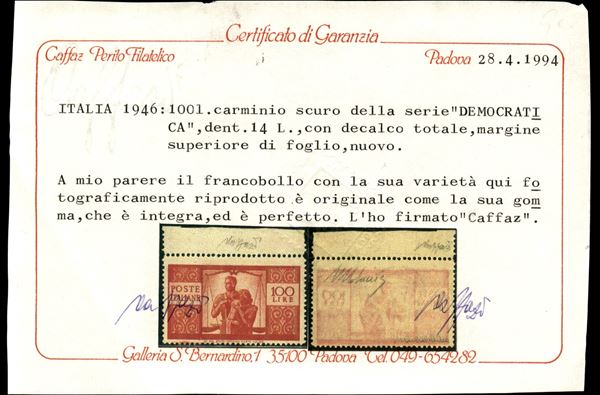 Certificato di Garanzia
Caffaz Perito Filatelico
Padova 28.4.1994
ITALIA 1946:100l.carminio scuro della serie"DEMOCRATI
CA",dent.14 L.,con decalco totale,margine
superiore di foglio,nuovo.
A mio parere il francobollo con la sua varietà qui fo
tograficamente riprodotto è originale come la sua gom
ma,che è integra,ed è perfetto. L'ho firmato"Caffaz".
POSTE
ITALIANE
100
LIRE
Galleria S. Bernardino,1 35100 Padova Tel. 049-654282